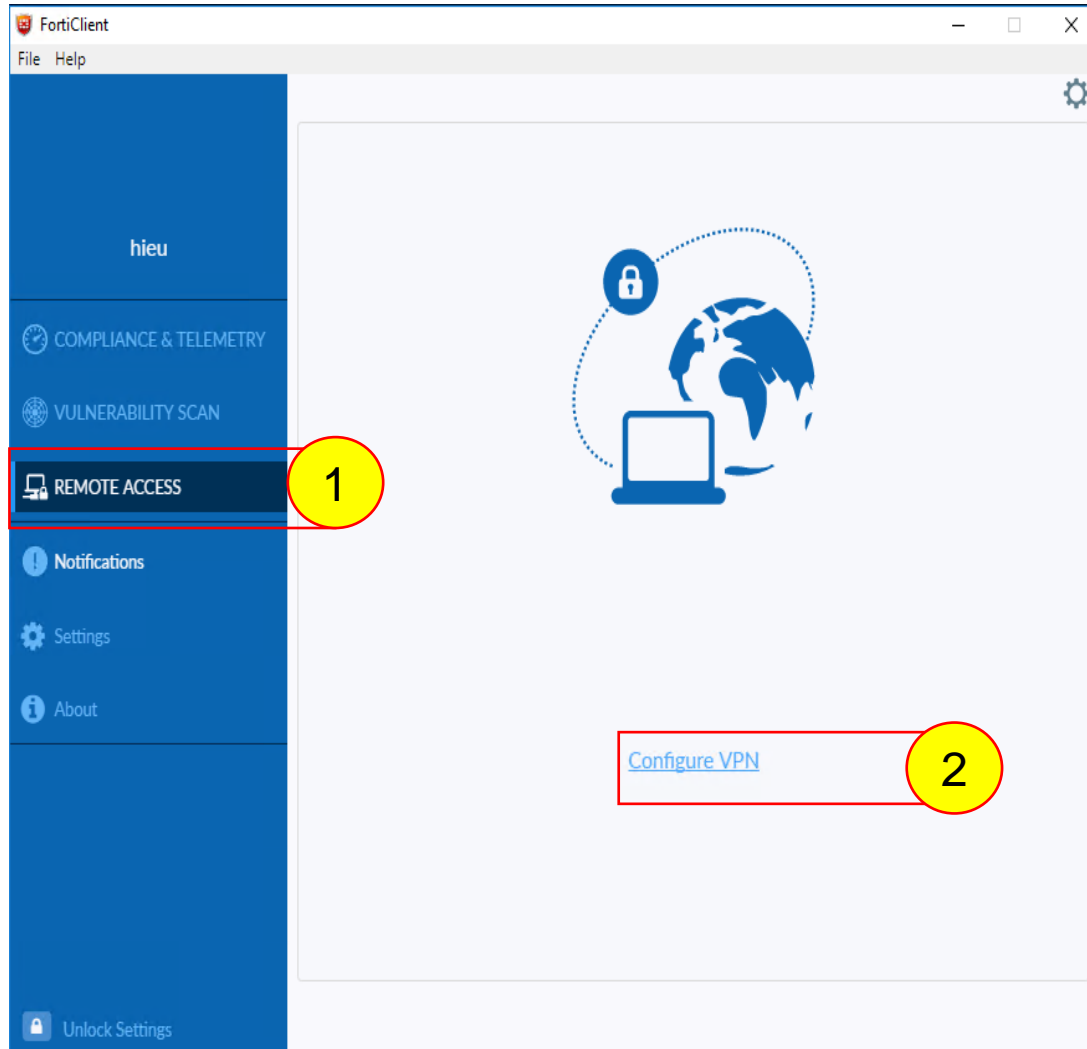 FortiClient
File Help
hieu
COMPLIANCE & TELEMETRY
VULNERABILITY SCAN
REMOTE ACCESS
1
Notifications
Settings
About
Configure VPN
2
Unlock Settings